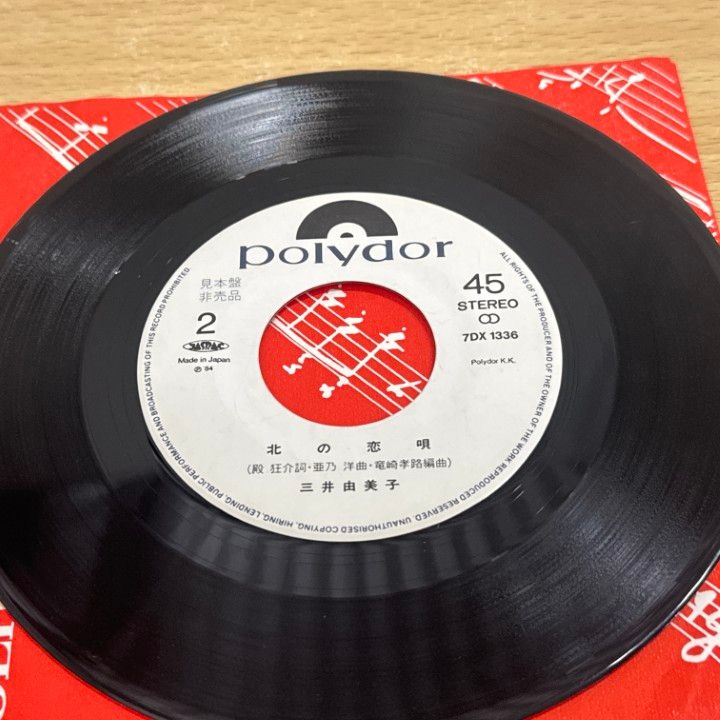 polydor
見本盤
非売品
2
JASRAC
Made in Japan
Ⓟ 84
45
STEREO
7DX 1336
Polydor K.K.
北の恋唄
(殿 狂介詞・亜乃 洋曲・竜崎孝路編曲)
三井由美子
ALL RIGHTS OF THE PRODUCER AND OF THE OWNER OF THE WORK REPRODUCED RESERVED. UNAUTHORISED COPYING, HIRING, LENDING, PUBLIC PERFORMANCE AND BROADCASTING OF THIS RECORD PROHIBITED